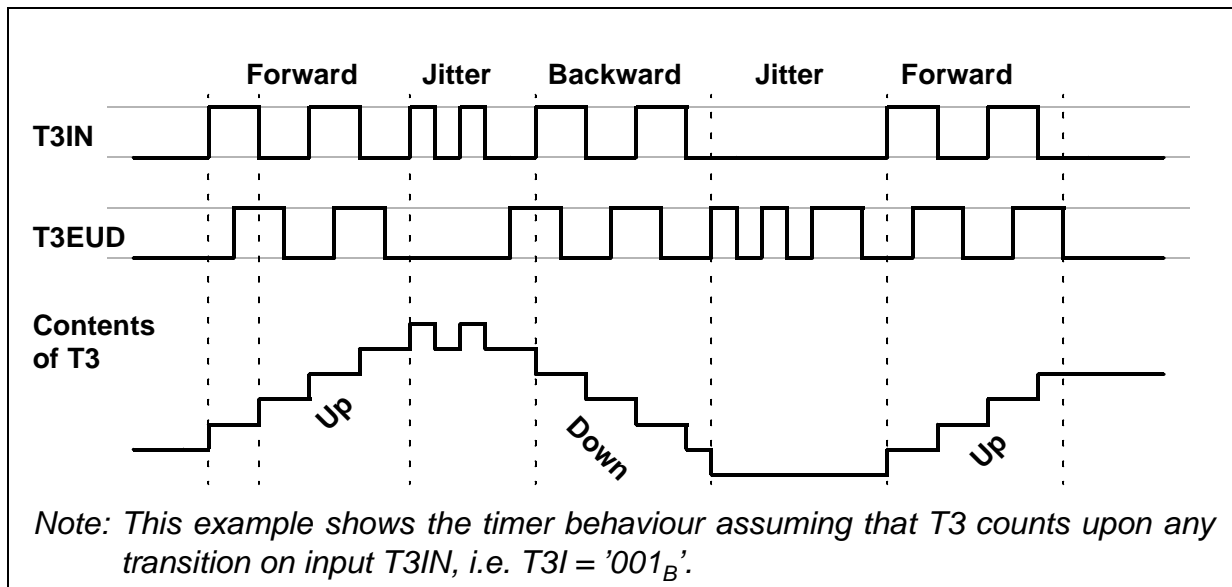 Forward Jitter Backward Jitter Forward
T3IN
T3EUD
Contents
of T3
Up
Down
Up
Note: This example shows the timer behaviour assuming that T3 counts upon any
transition on input T3IN, i.e. T3I = ’001B’.